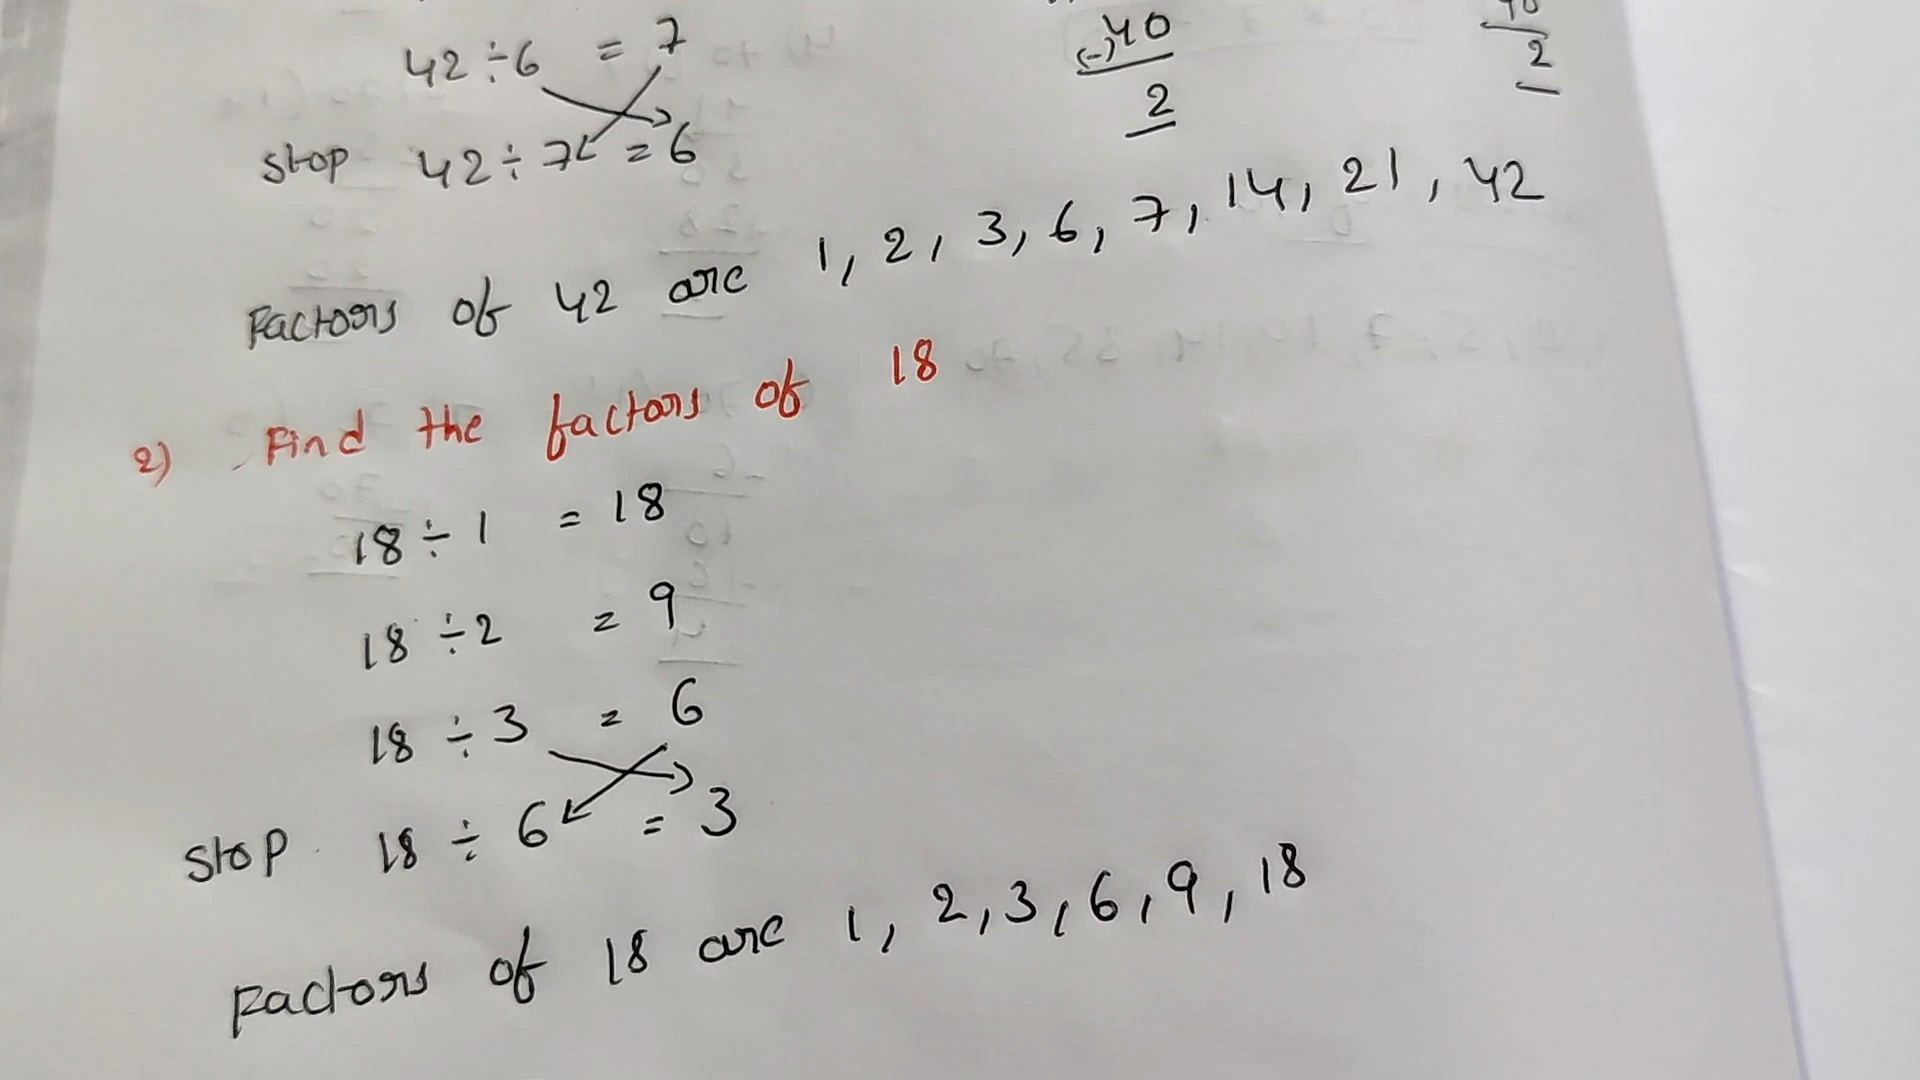 42 ÷ 6 = 7
stop 42 ÷ 7 = 6
(-) 40
2
40
2
Factors of 42 are 1, 2, 3, 6, 7, 14, 21, 42
2) Find the factors of 18
18 ÷ 1 = 18
18 ÷ 2 = 9
18 ÷ 3 = 6
Stop 18 ÷ 6 = 3
Factors of 18 are 1, 2, 3, 6, 9, 18